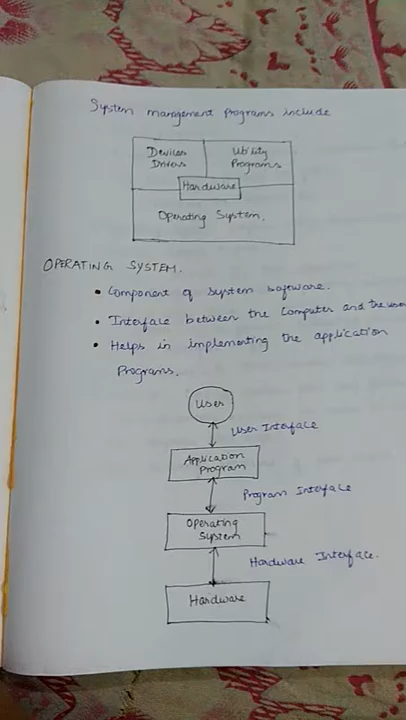 System management programs include
Devices Utility
Drivers Programs
Hardware
Operating System.
OPERATING SYSTEM.
• Component of system software.
• Interface between the computer and the user
• Helps in implementing the application
Programs.
User
User Interface
Application
Program
Program Interface
Operating
System
Hardware Interface.
Hardware